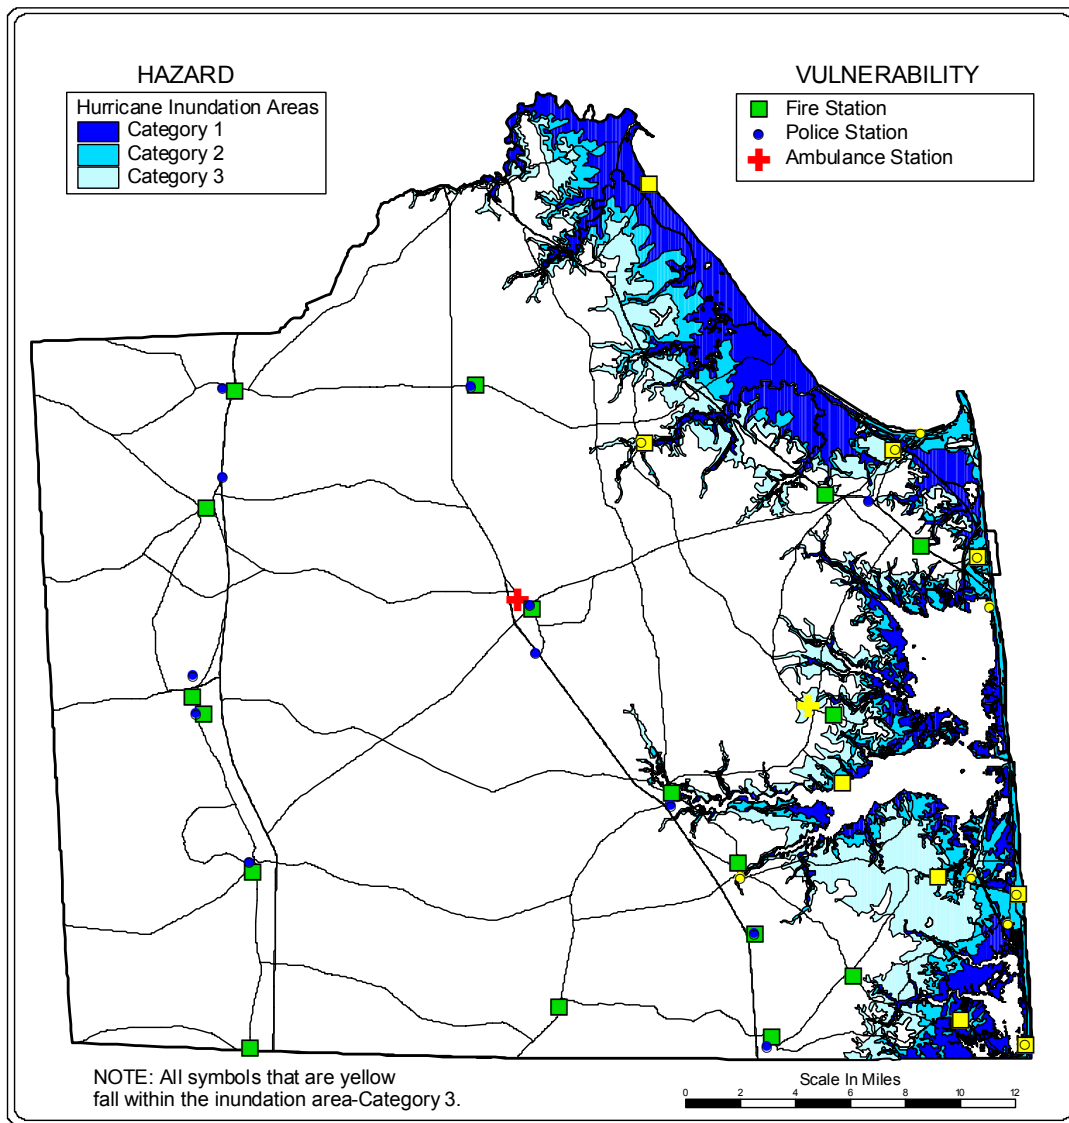 HAZARD
Hurricane Inundation Areas
Category 1
Category 2
Category 3
VULNERABILITY
Fire Station
Police Station
Ambulance Station
NOTE: All symbols that are yellow
fall within the inundation area-Category 3.
Scale In Miles
0 2 4 6 8 10 12